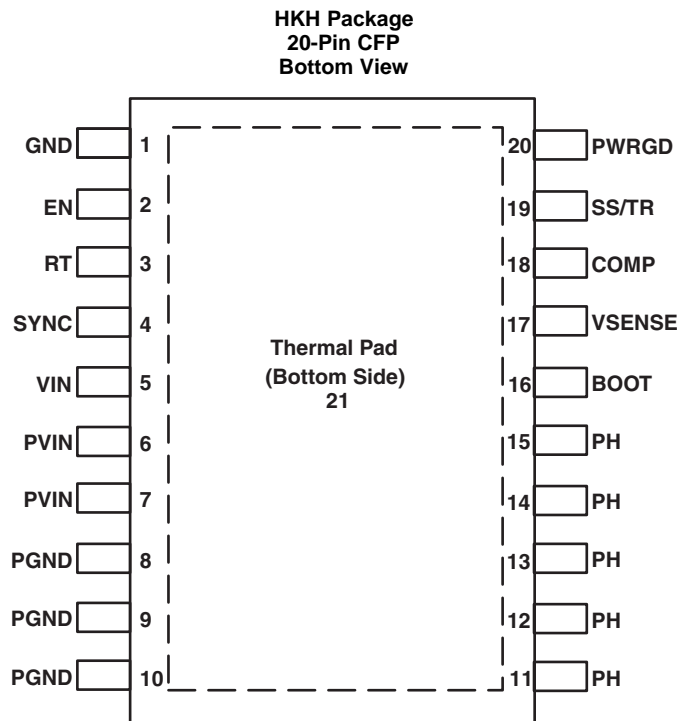 HKH Package
20-Pin CFP
Bottom View
GND 1 20 PWRGD
EN 2 19 SS/TR
RT 3 18 COMP
SYNC 4 17 VSENSE
Thermal Pad
(Bottom Side)
21
VIN 5 16 BOOT
PVIN 6 15 PH
PVIN 7 14 PH
PGND 8 13 PH
PGND 9 12 PH
PGND 10 11 PH